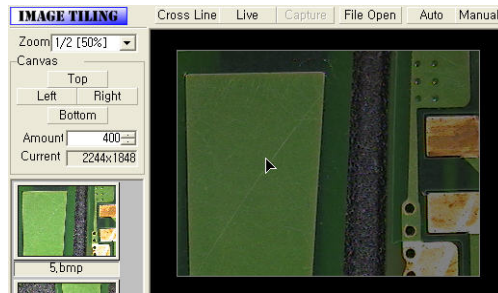 IMAGE TILING
Cross Line Live Capture File Open Auto Manual
Zoom 1/2 [50%]
Canvas
Top
Left Right
Bottom
Amount 400
Current 2244x1848
5.bmp